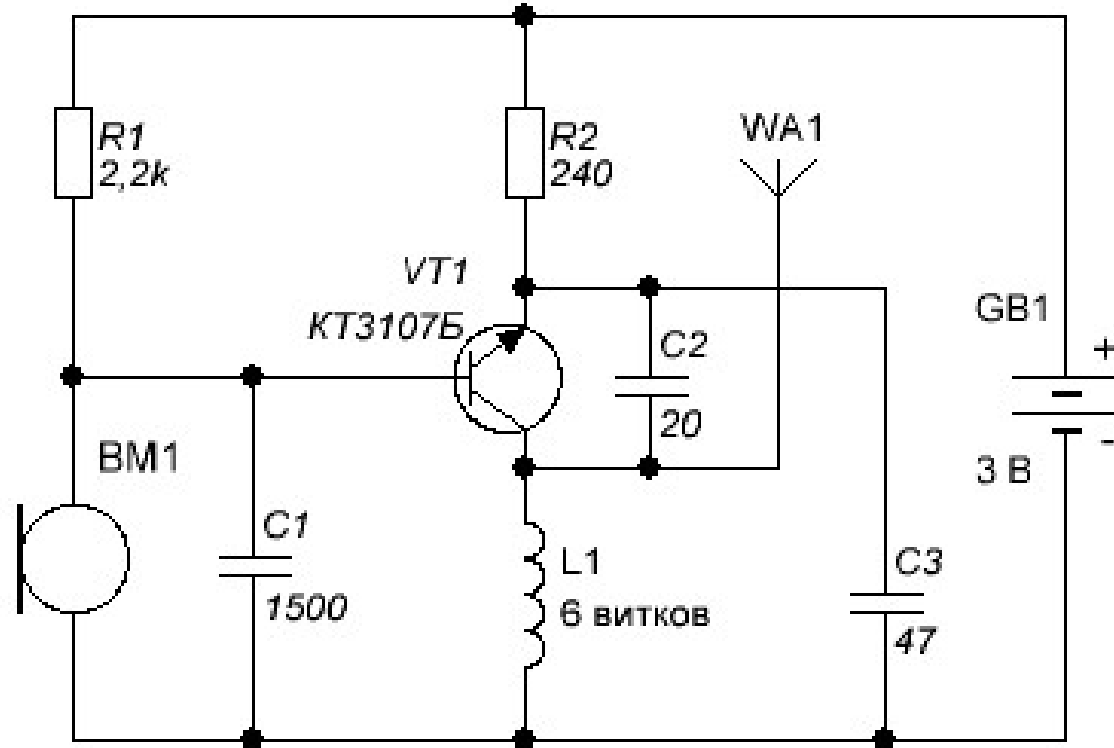 R1
2,2k
R2
240
WA1
VT1
КТ3107Б
C2
20
GB1
+
-
3 В
BM1
C1
1500
L1
6 витков
C3
47